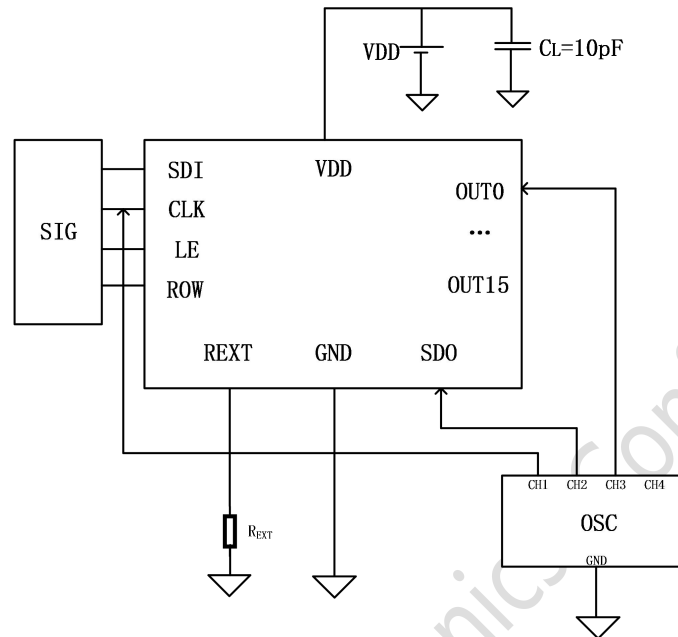 VDD
CL=10pF
SDI
VDD
CLK
OUT0
SIG
...
LE
OUT15
ROW
REXT
GND
SDO
CH1
CH2
CH3
CH4
OSC
REXT
GND